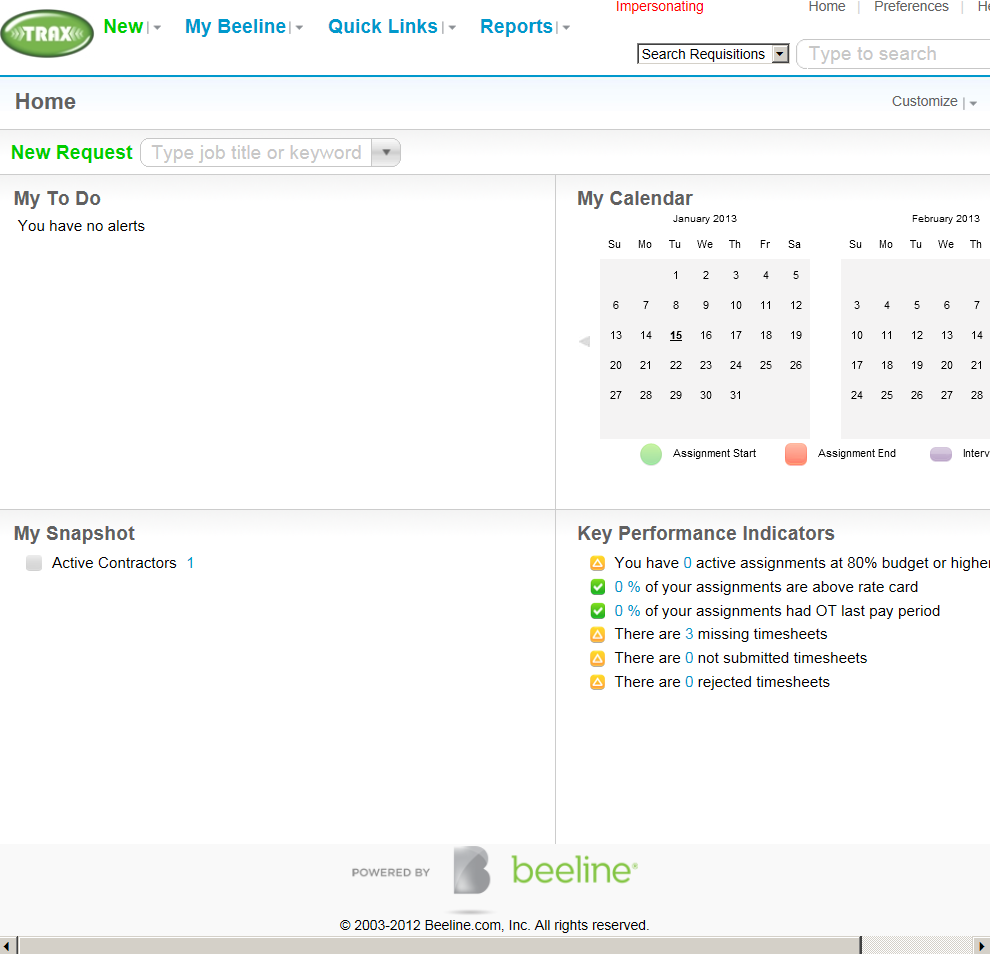 Impersonating Home | Preferences | He
TRAX New | My Beeline | Quick Links | Reports |
Search Requisitions Type to search
Home Customize |
New Request Type job title or keyword
My To Do
You have no alerts
My Calendar
January 2013 February 2013
Su Mo Tu We Th Fr Sa Su Mo Tu We Th
1 2 3 4 5
6 7 8 9 10 11 12 3 4 5 6 7
13 14 15 16 17 18 19 10 11 12 13 14
20 21 22 23 24 25 26 17 18 19 20 21
27 28 29 30 31 24 25 26 27 28
Assignment Start Assignment End Interv
My Snapshot
Active Contractors 1
Key Performance Indicators
You have 0 active assignments at 80% budget or higher
0 % of your assignments are above rate card
0 % of your assignments had OT last pay period
There are 3 missing timesheets
There are 0 not submitted timesheets
There are 0 rejected timesheets
POWERED BY B beeline®
© 2003-2012 Beeline.com, Inc. All rights reserved.